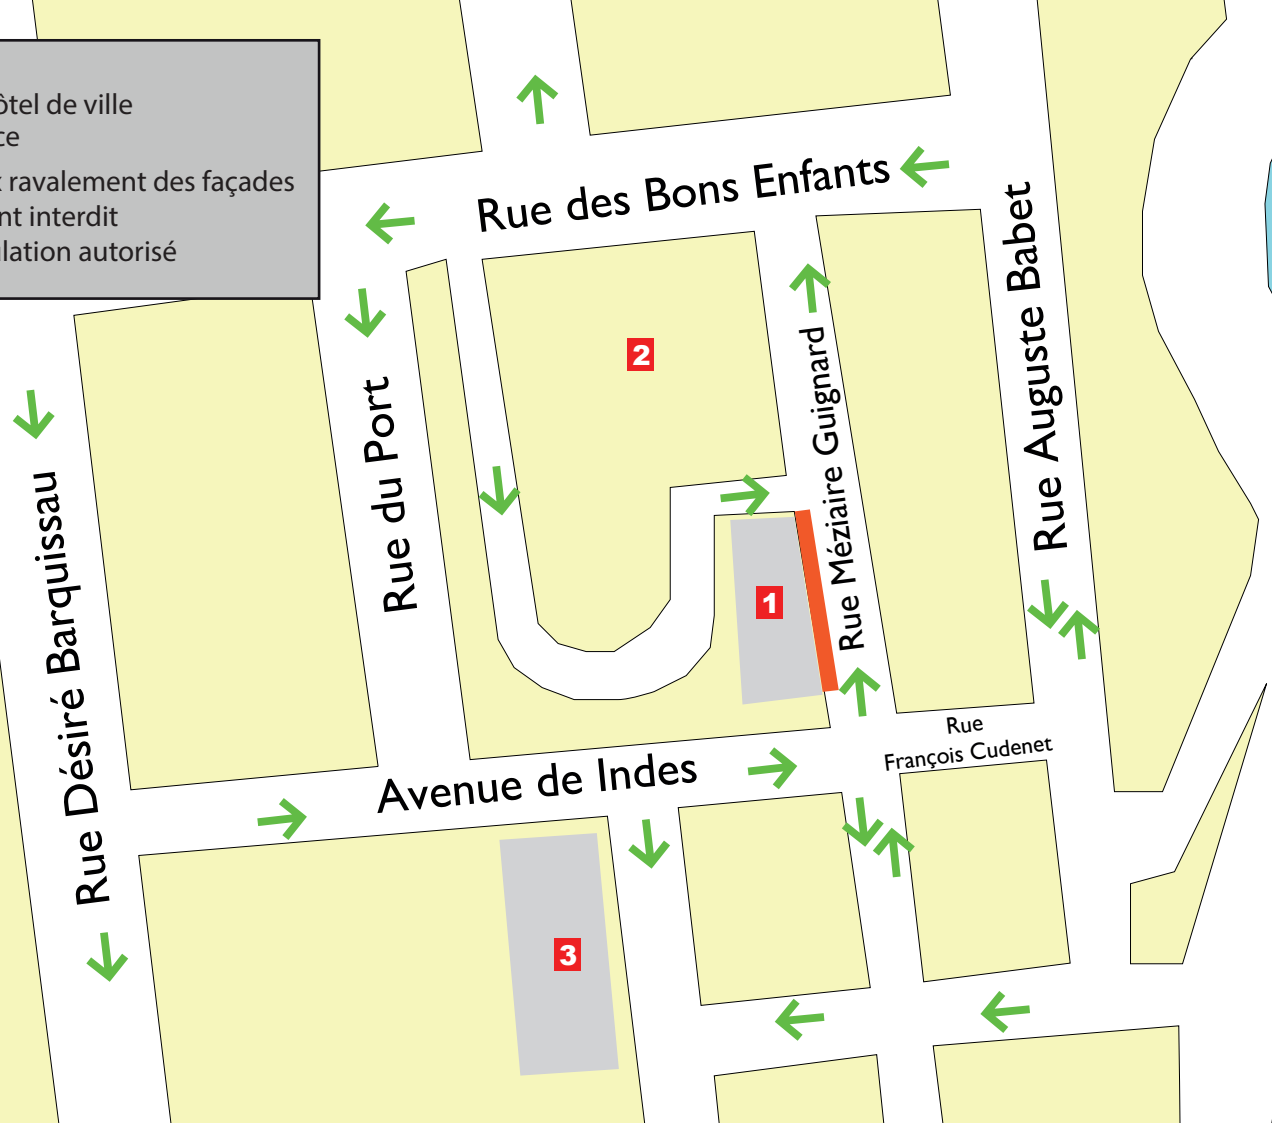 ôtel de ville
ce
x ravalement des façades
nt interdit
ulation autorisé
Rue des Bons Enfants
2
Rue Auguste Babet
Rue Méziaire Guignard
Rue du Port
Rue Désiré Barquissau
1
Rue
François Cudenet
Avenue de Indes
3